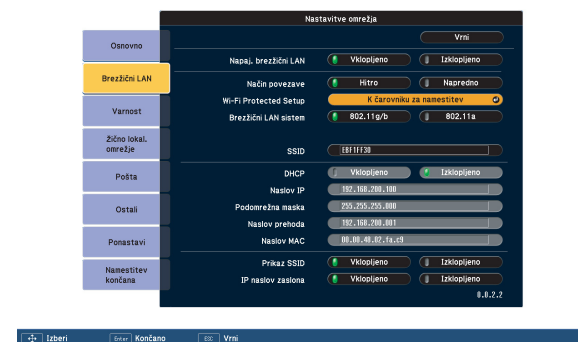 Nastavitve omrežja
Vrni
Osnovno
Brezžični LAN
Varnost
Žično lokal.
omrežje
Pošta
Ostali
Ponastavi
Namestitev
končana
Napaj. brezžični LAN Vklopljeno Izklopljeno
Način povezave Hitro Napredno
Wi-Fi Protected Setup K čarovniku za namestitev
Brezžični LAN sistem 802.11g/b 802.11a
SSID EBF1FF30
DHCP Vklopljeno Izklopljeno
Naslov IP 192.168.200.100
Podomrežna maska 255.255.255.000
Naslov prehoda 192.168.200.001
Naslov MAC 00.00.48.02.fa.c9
Prikaz SSID Vklopljeno Izklopljeno
IP naslov zaslona Vklopljeno Izklopljeno
0.0.2.2
Izberi Enter Končano ESC Vrni